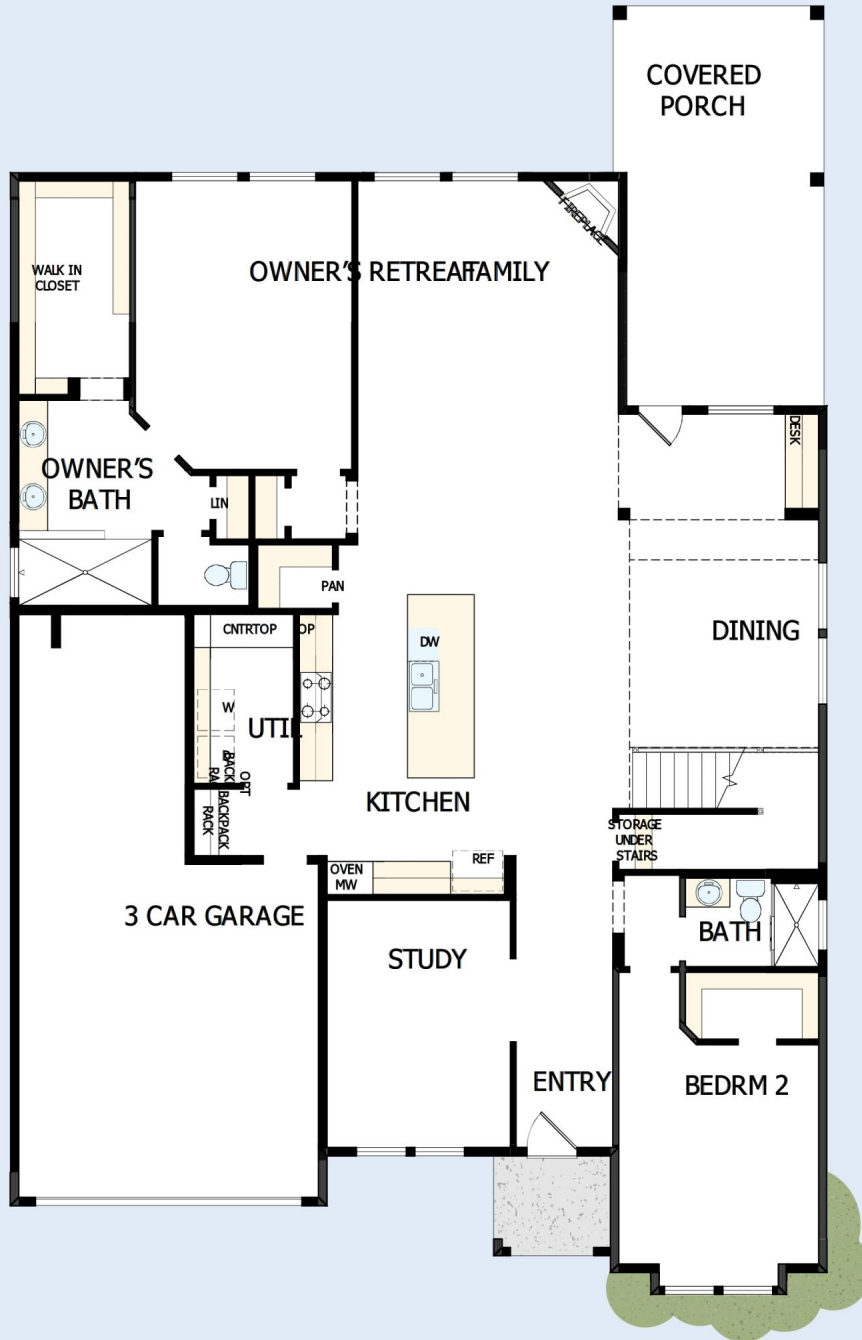 COVERED
PORCH
FIREPLACE
WALK IN
CLOSET
OWNER'S RETREAT
FAMILY
DESK
OWNER'S
BATH
LIN
PAN
CNTRTOP
OP
DW
DINING
W
UTIL
BACKPACK
RACK
OPT
KITCHEN
STORAGE
UNDER
STAIRS
OVEN
MW
REF
3 CAR GARAGE
STUDY
BATH
ENTRY
BEDRM 2